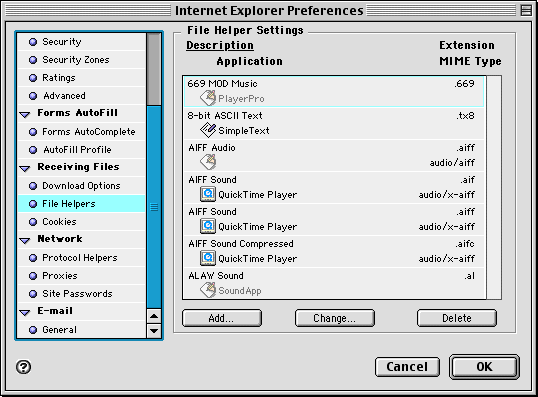 Internet Explorer Preferences
Security
Security Zones
Ratings
Advanced
Forms AutoFill
Forms AutoComplete
AutoFill Profile
Receiving Files
Download Options
File Helpers
Cookies
Network
Protocol Helpers
Proxies
Site Passwords
E-mail
General
File Helper Settings
Description Extension
Application MIME Type
669 MOD Music .669
PlayerPro
8-bit ASCII Text .tx8
SimpleText
AIFF Audio .aiff
audio/aiff
AIFF Sound .aif
QuickTime Player audio/x-aiff
AIFF Sound .aiff
QuickTime Player audio/x-aiff
AIFF Sound Compressed .aifc
QuickTime Player audio/x-aiff
ALAW Sound .al
SoundApp
Add... Change... Delete
? Cancel OK